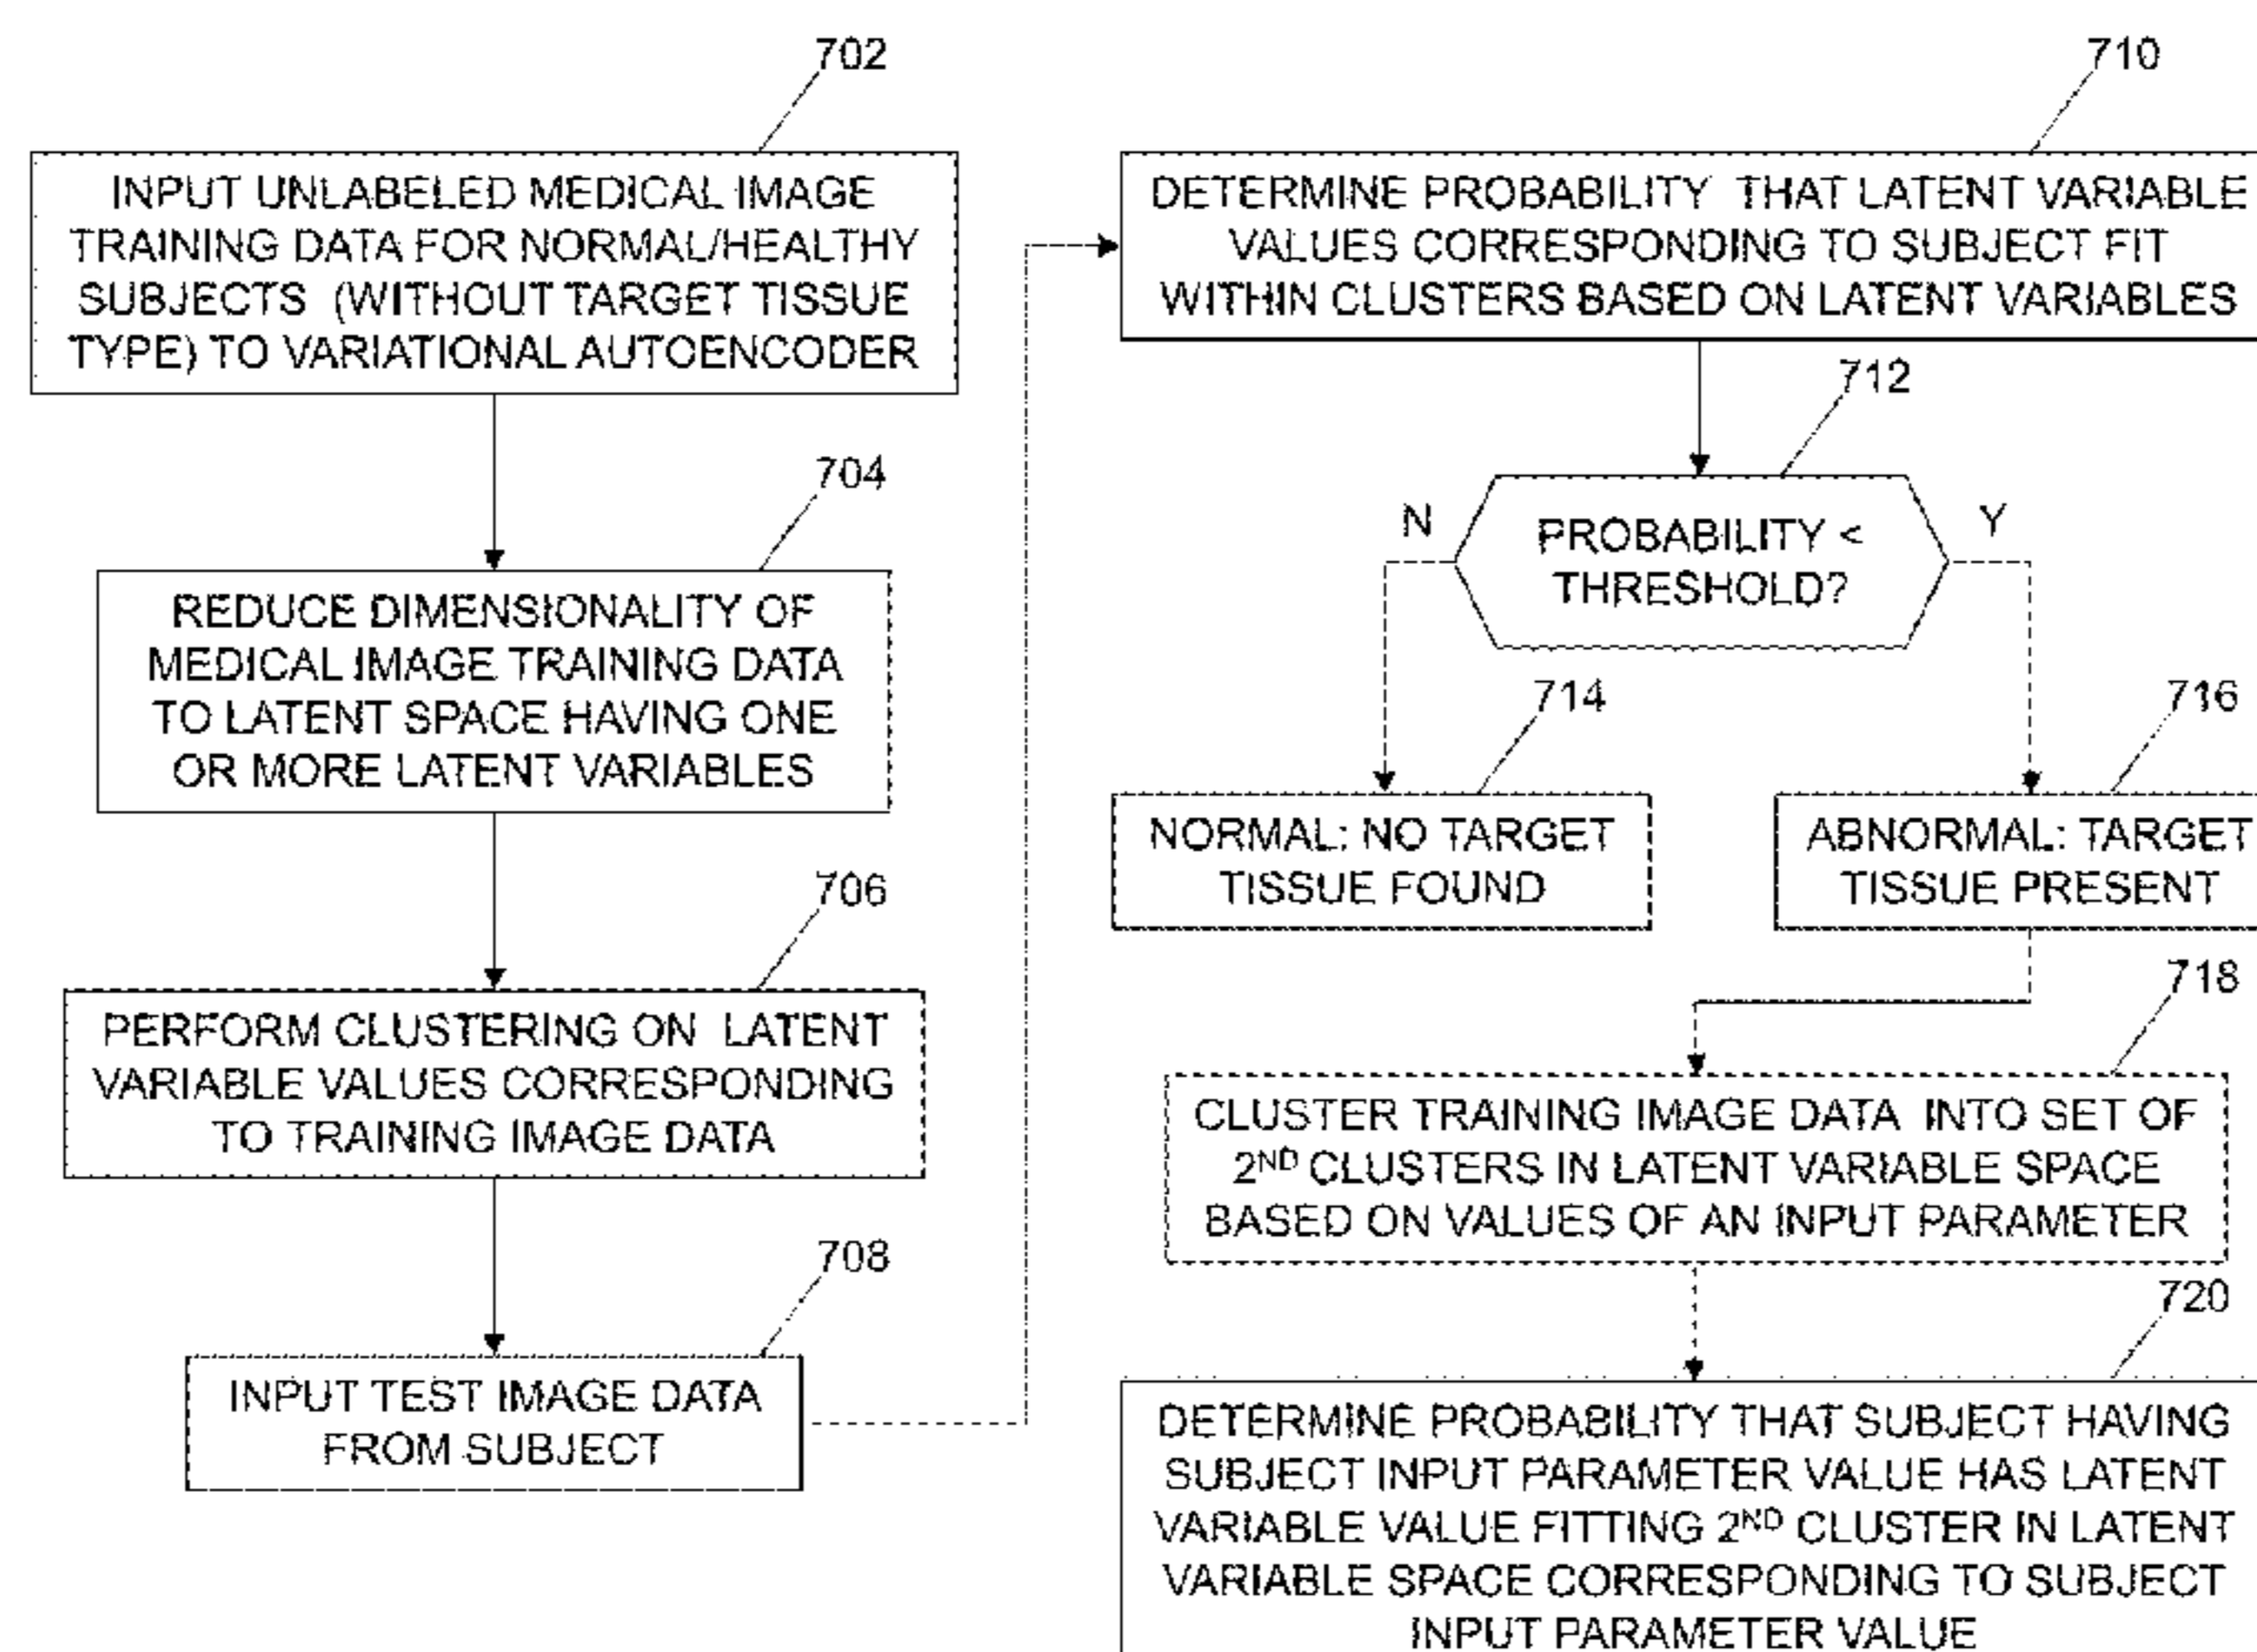 702
INPUT UNLABELED MEDICAL IMAGE
TRAINING DATA FOR NORMAL/HEALTHY
SUBJECTS (WITHOUT TARGET TISSUE
TYPE) TO VARIATIONAL AUTOENCODER
704
REDUCE DIMENSIONALITY OF
MEDICAL IMAGE TRAINING DATA
TO LATENT SPACE HAVING ONE
OR MORE LATENT VARIABLES
706
PERFORM CLUSTERING ON LATENT
VARIABLE VALUES CORRESPONDING
TO TRAINING IMAGE DATA
708
INPUT TEST IMAGE DATA
FROM SUBJECT
710
DETERMINE PROBABILITY THAT LATENT VARIABLE
VALUES CORRESPONDING TO SUBJECT FIT
WITHIN CLUSTERS BASED ON LATENT VARIABLES
712
N
PROBABILITY <
THRESHOLD?
Y
714
NORMAL: NO TARGET
TISSUE FOUND
716
ABNORMAL: TARGET
TISSUE PRESENT
718
CLUSTER TRAINING IMAGE DATA INTO SET OF
2ND CLUSTERS IN LATENT VARIABLE SPACE
BASED ON VALUES OF AN INPUT PARAMETER
720
DETERMINE PROBABILITY THAT SUBJECT HAVING
SUBJECT INPUT PARAMETER VALUE HAS LATENT
VARIABLE VALUE FITTING 2ND CLUSTER IN LATENT
VARIABLE SPACE CORRESPONDING TO SUBJECT
INPUT PARAMETER VALUE